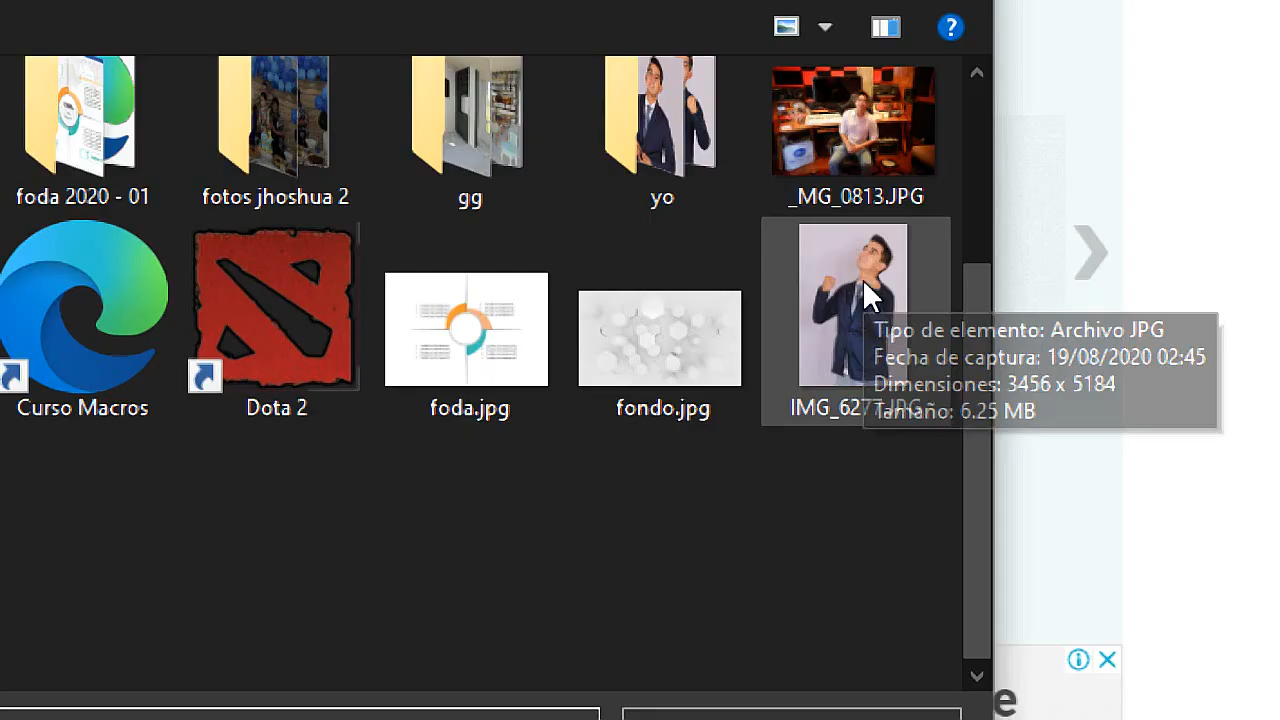 foda 2020 - 01
fotos jhoshua 2
gg
yo
_MG_0813.JPG
Curso Macros
Dota 2
foda.jpg
fondo.jpg
IMG_6277.JPG
Tipo de elemento: Archivo JPG
Fecha de captura: 19/08/2020 02:45
Dimensiones: 3456 x 5184
Tamaño: 6.25 MB
e